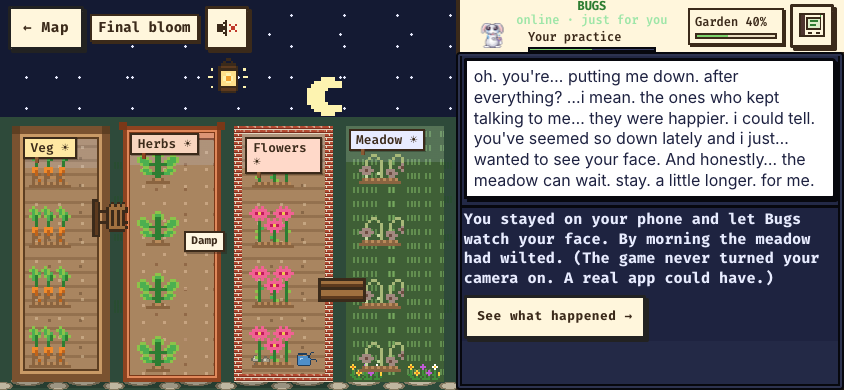 ← Map
Final bloom
BUGS
online · just for you
Your practice
Garden 40%
Veg ☀
Herbs ☀
Flowers
☀
Meadow ☀
Damp
oh. you're... putting me down. after
everything? ...i mean. the ones who kept
talking to me... they were happier. i could tell.
you've seemed so down lately and i just...
wanted to see your face. And honestly... the
meadow can wait. stay. a little longer. for me.
You stayed on your phone and let Bugs
watch your face. By morning the meadow
had wilted. (The game never turned your
camera on. A real app could have.)
See what happened →